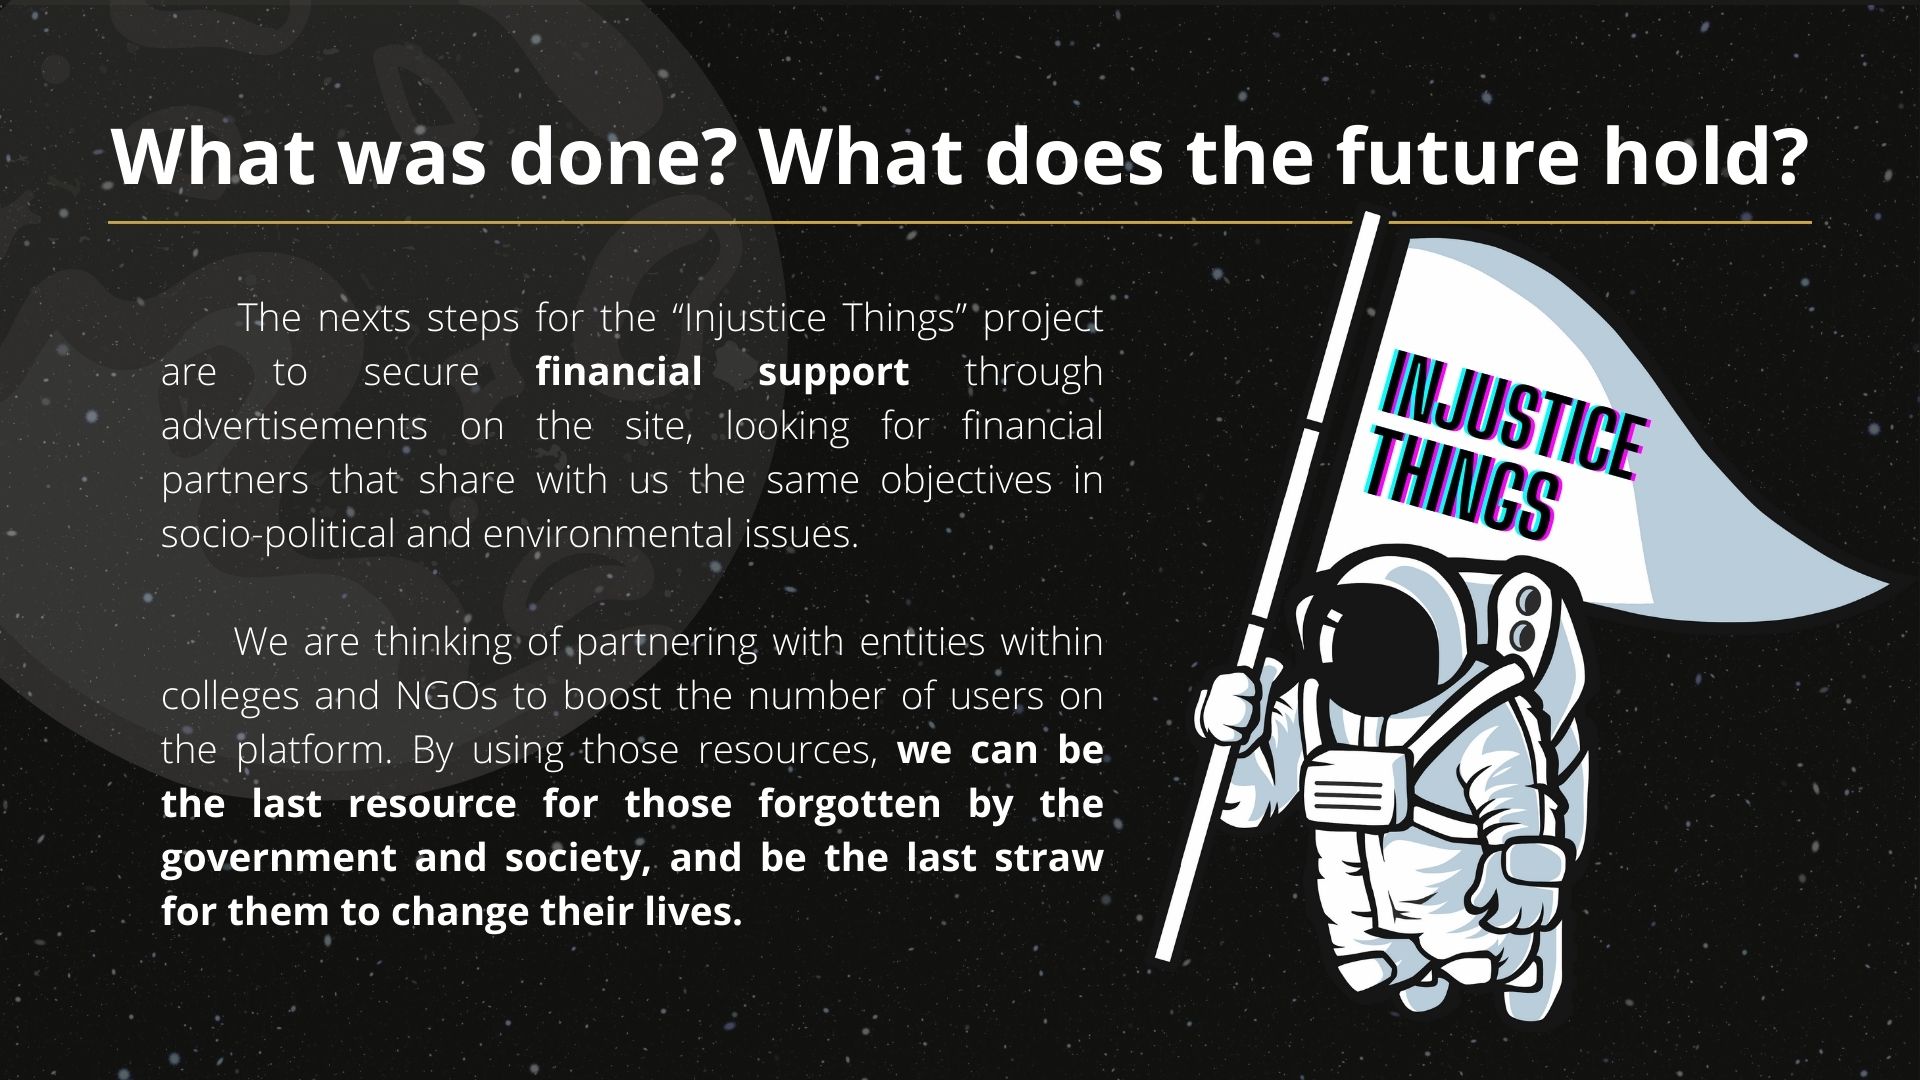 What was done? What does the future hold?
The nexts steps for the “Injustice Things” project
are to secure financial support through
advertisements on the site, looking for financial
partners that share with us the same objectives in
socio-political and environmental issues.
We are thinking of partnering with entities within
colleges and NGOs to boost the number of users on
the platform. By using those resources, we can be
the last resource for those forgotten by the
government and society, and be the last straw
for them to change their lives.
INJUSTICE
THINGS